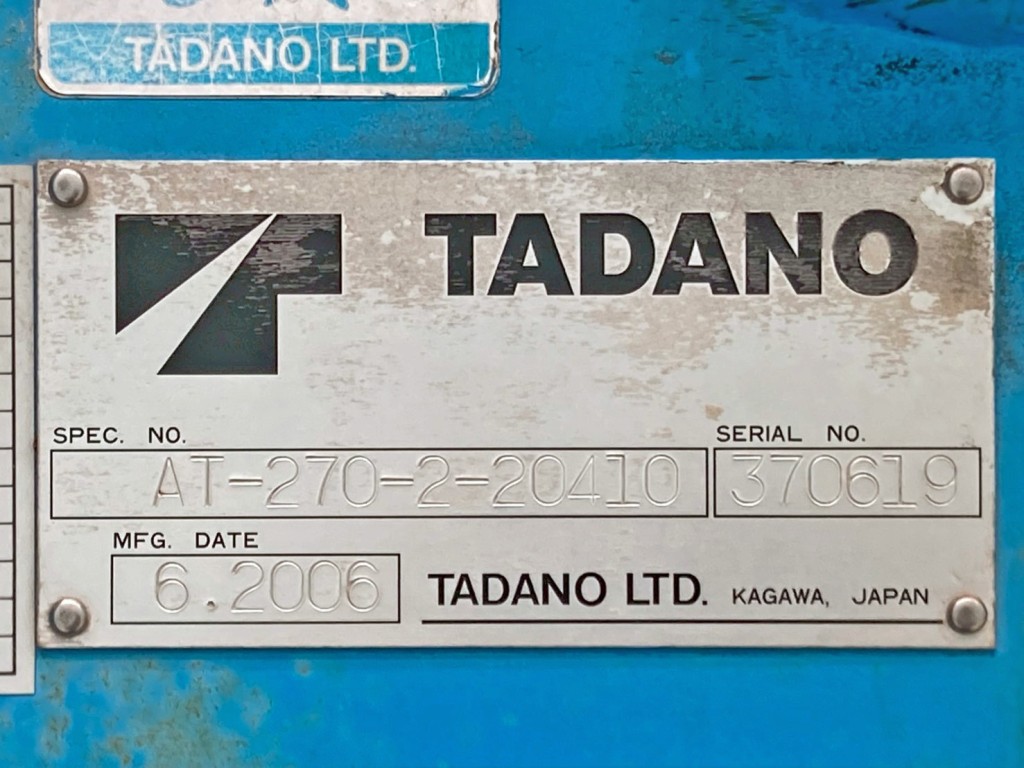 TADANO LTD.
TADANO
SPEC. NO.
AT-270-2-20410
SERIAL NO.
370619
MFG. DATE
6.2006
TADANO LTD. KAGAWA, JAPAN